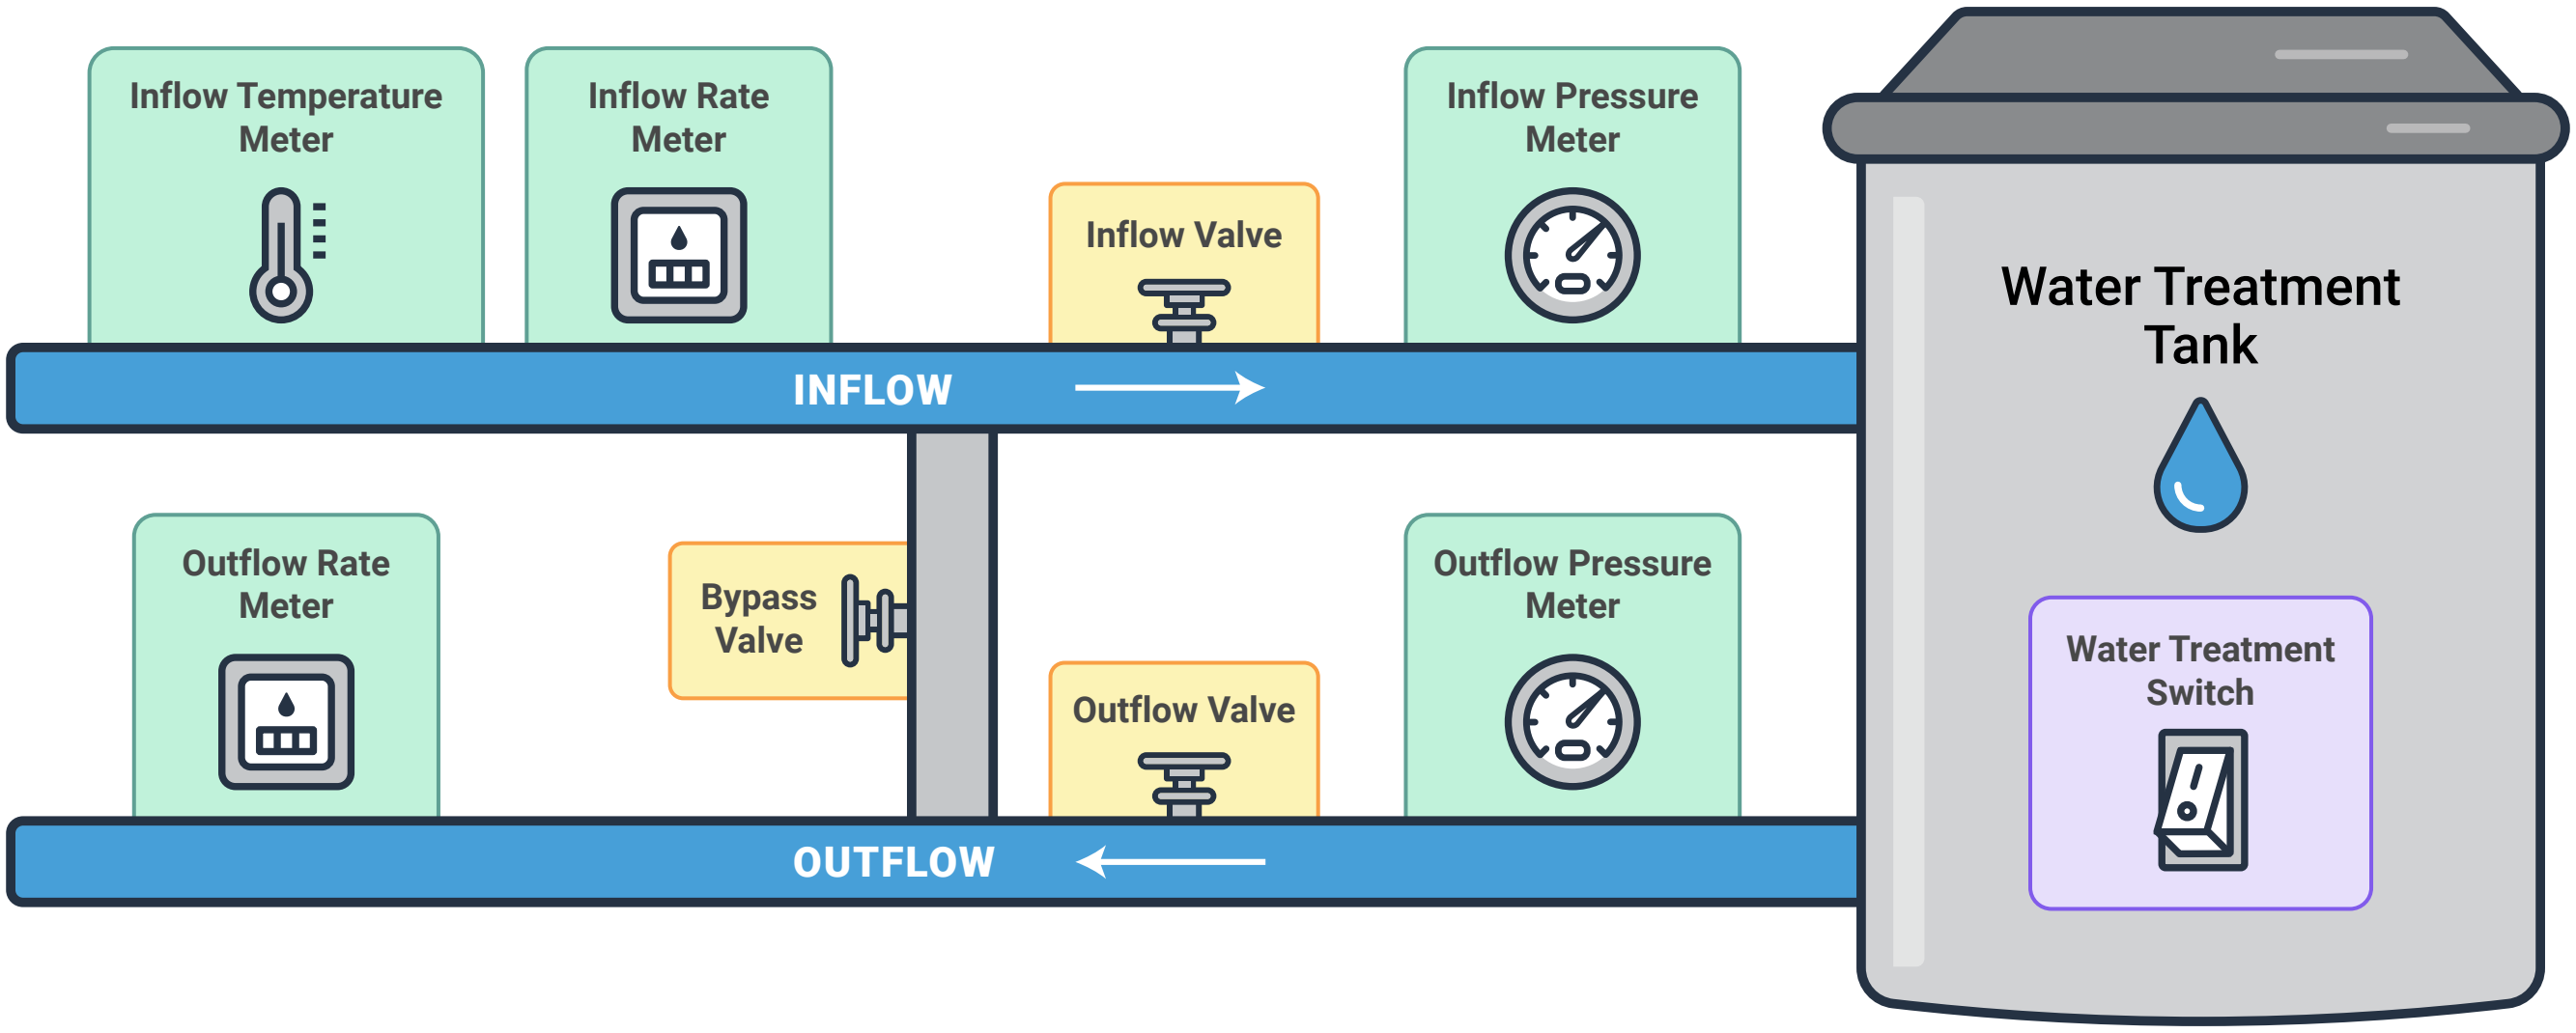 Inflow Temperature
Meter
Inflow Rate
Meter
Inflow Valve
Inflow Pressure
Meter
Water Treatment
Tank
INFLOW
Outflow Rate
Meter
Bypass
Valve
Outflow Valve
Outflow Pressure
Meter
Water Treatment
Switch
OUTFLOW